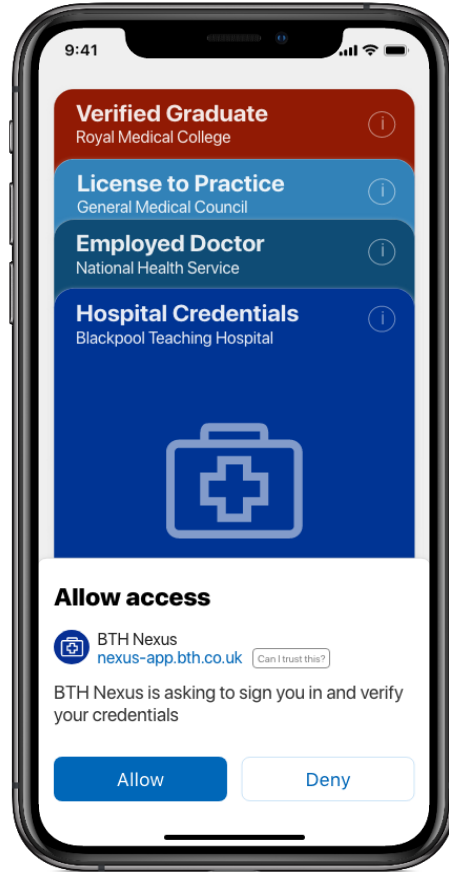 9:41
Verified Graduate
Royal Medical College
License to Practice
General Medical Council
Employed Doctor
National Health Service
Hospital Credentials
Blackpool Teaching Hospital
Allow access
BTH Nexus
nexus-app.bth.co.uk Can I trust this?
BTH Nexus is asking to sign you in and verify
your credentials
Allow Deny